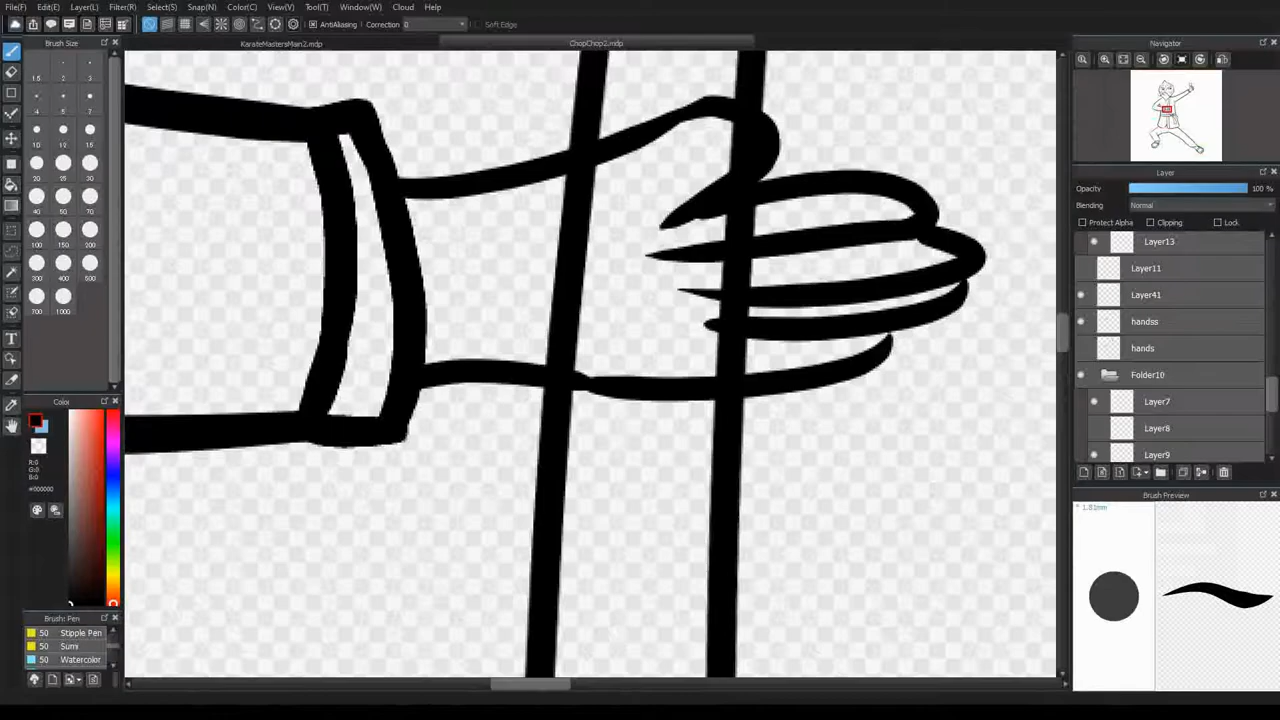 File(F) Edit(E) Layer(L) Filter(R) Select(S) Snap(N) Color(C) View(V) Tool(T) Window(W) Cloud Help
AntiAliasing Correction 0 Soft Edge
Brush Size
KarateMastersMain2.mdp
ChopChop2.mdp
Navigator
1.5 2 3
4 5 7
10 12 15
20 25 30
40 50 70
100 150 200
300 400 500
700 1000
Layer
Opacity 100 %
Blending Normal
Protect Alpha Clipping Lock
Layer13
Layer11
Layer41
handss
hands
Folder10
Layer7
Layer8
Layer9
Color
R:0
G:0
B:0
#000000
Brush Preview
* 1.81mm
Brush: Pen
50 Stipple Pen
50 Sumi
50 Watercolor